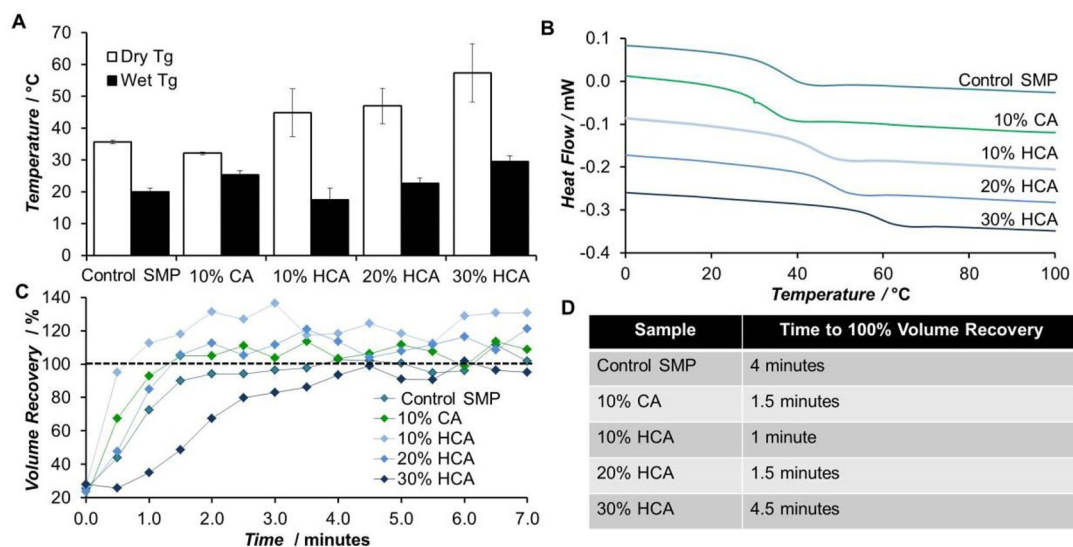 A
Temperature / °C
70
60
50
40
30
20
10
0
Dry Tg
Wet Tg
Control SMP 10% CA 10% HCA 20% HCA 30% HCA
B
Heat Flow / mW
0.1
0.0
-0.1
-0.2
-0.3
-0.4
Control SMP
10% CA
10% HCA
20% HCA
30% HCA
0 20 40 60 80 100
Temperature / °C
C
Volume Recovery / %
140
120
100
80
60
40
20
Control SMP
10% CA
10% HCA
20% HCA
30% HCA
0.0 1.0 2.0 3.0 4.0 5.0 6.0 7.0
Time / minutes
D
Sample Time to 100% Volume Recovery
Control SMP 4 minutes
10% CA 1.5 minutes
10% HCA 1 minute
20% HCA 1.5 minutes
30% HCA 4.5 minutes